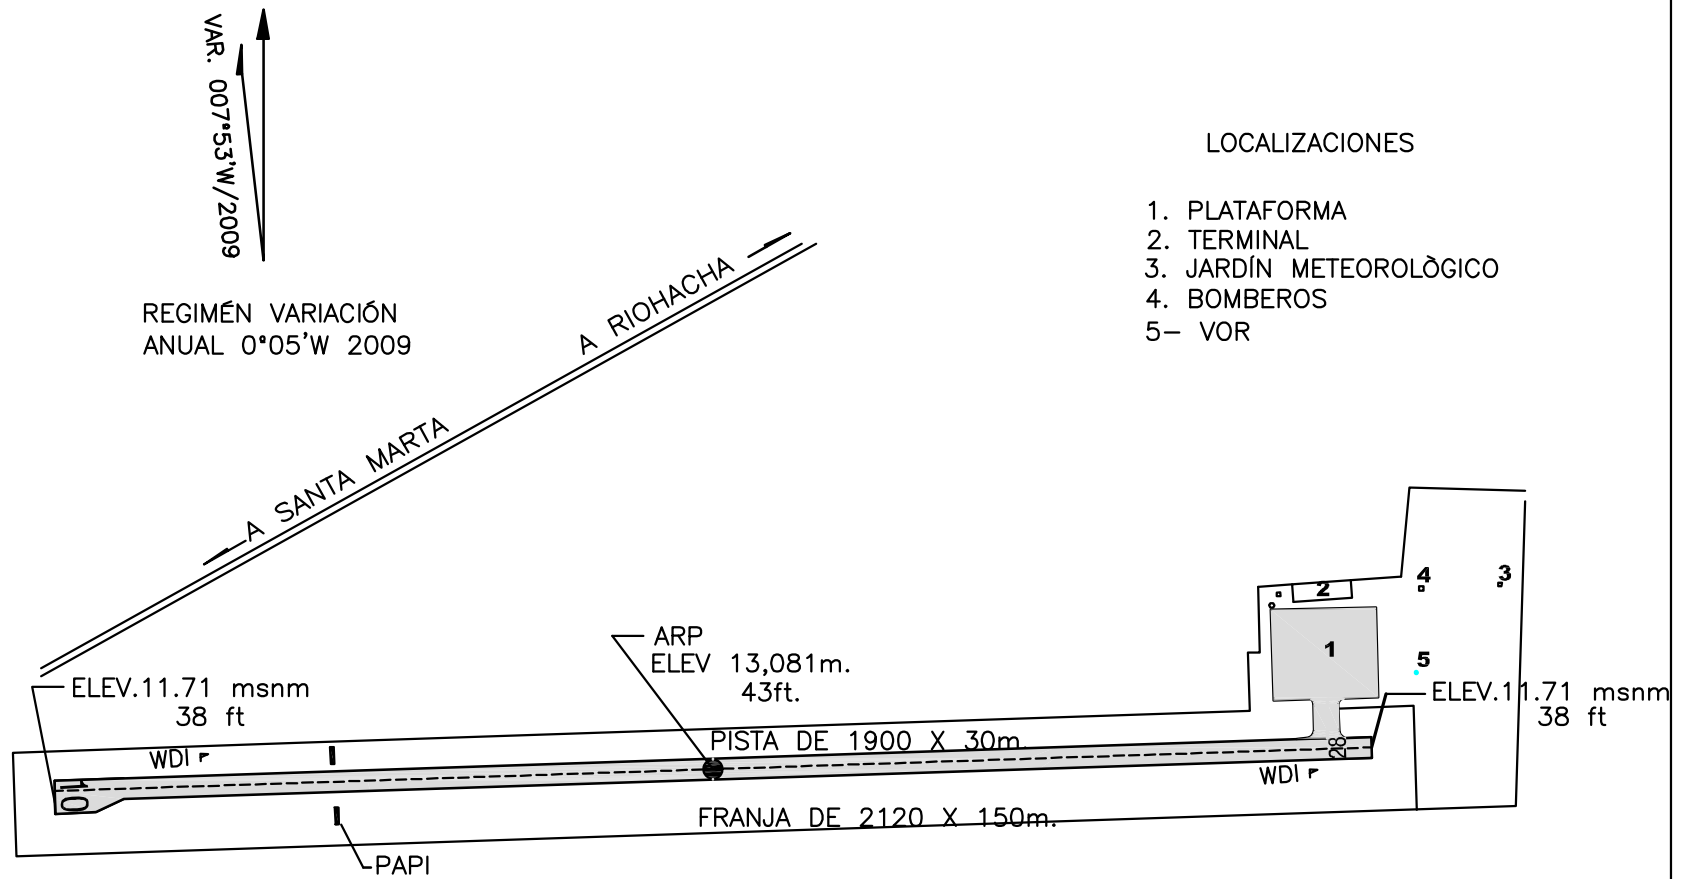 VAR. 007°53'W/2009
REGIMÉN VARIACIÓN
ANUAL 0°05'W 2009
LOCALIZACIONES
1. PLATAFORMA
2. TERMINAL
3. JARDÍN METEOROLÒGICO
4. BOMBEROS
5- VOR
A RIOHACHA
A SANTA MARTA
4
3
2
1
5
ARP
ELEV 13,081m.
43ft.
ELEV.11.71 msnm
38 ft
ELEV.11.71 msnm
38 ft
WDI
PISTA DE 1900 X 30m.
28
WDI
01
FRANJA DE 2120 X 150m.
PAPI